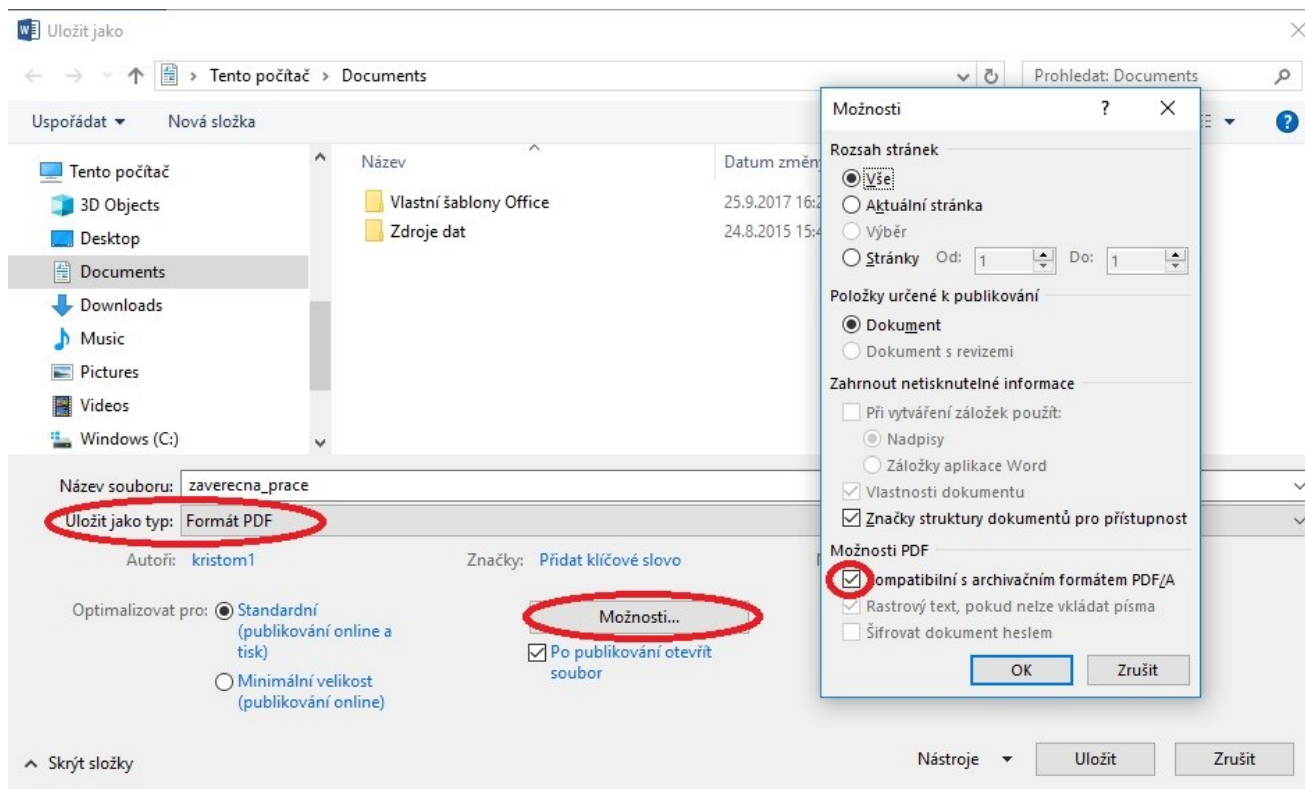 Uložit jako
Tento počítač › Documents
Prohledat: Documents
Uspořádat
Nová složka
Tento počítač
3D Objects
Desktop
Documents
Downloads
Music
Pictures
Videos
Windows (C:)
Název
Datum změn
Vlastní šablony Office
25.9.2017 16:2
Zdroje dat
24.8.2015 15:4
Název souboru: zaverecna_prace
Uložit jako typ: Formát PDF
Autoři: kristom1
Značky: Přidat klíčové slovo
Optimalizovat pro:
Standardní
(publikování online a
tisk)
Minimální velikost
(publikování online)
Možnosti...
Po publikování otevřít
soubor
Skrýt složky
Nástroje
Uložit
Zrušit
Možnosti
?
Rozsah stránek
Vše
Aktuální stránka
Výběr
Stránky Od: 1 Do: 1
Položky určené k publikování
Dokument
Dokument s revizemi
Zahrnout netisknutelné informace
Při vytváření záložek použít:
Nadpisy
Záložky aplikace Word
Vlastnosti dokumentu
Značky struktury dokumentů pro přístupnost
Možnosti PDF
Kompatibilní s archivačním formátem PDF/A
Rastrový text, pokud nelze vkládat písma
Šifrovat dokument heslem
OK
Zrušit